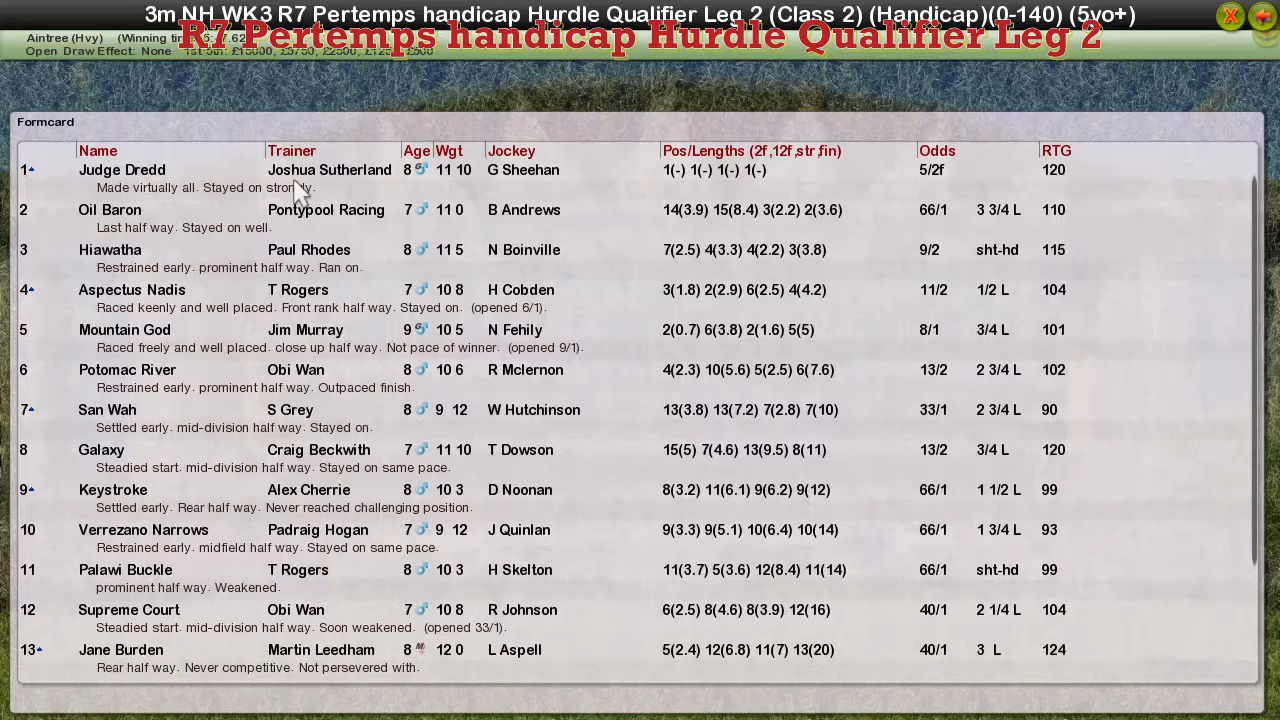 3m NH WK3 R7 Pertemps handicap Hurdle Qualifier Leg 2 (Class 2) (Handicap)(0-140) (5yo+)
R7 Pertemps handicap Hurdle Qualifier Leg 2
Aintree (Hvy) (Winning
Open Draw Effect: None 1st-5th: £15000, £3750, £2500,
Formcard
Name Trainer Age Wgt Jockey Pos/Lengths (2f,12f,str,fin) Odds RTG
1 Judge Dredd Joshua Sutherland 8 11 10 G Sheehan 1(-) 1(-) 1(-) 1(-) 5/2f 120
Made virtually all. Stayed on strongly.
2 Oil Baron Pontypool Racing 7 11 0 B Andrews 14(3.9) 15(8.4) 3(2.2) 2(3.6) 66/1 3 3/4 L 110
Last half way. Stayed on well.
3 Hiawatha Paul Rhodes 8 11 5 N Boinville 7(2.5) 4(3.3) 4(2.2) 3(3.8) 9/2 sht-hd 115
Restrained early. prominent half way. Ran on.
4 Aspectus Nadis T Rogers 7 10 8 H Cobden 3(1.8) 2(2.9) 6(2.5) 4(4.2) 11/2 1/2 L 104
Raced keenly and well placed. Front rank half way. Stayed on. (opened 6/1).
5 Mountain God Jim Murray 9 10 5 N Fehily 2(0.7) 6(3.8) 2(1.6) 5(5) 8/1 3/4 L 101
Raced freely and well placed. close up half way. Not pace of winner. (opened 9/1).
6 Potomac River Obi Wan 8 10 6 R Mclernon 4(2.3) 10(5.6) 5(2.5) 6(7.6) 13/2 2 3/4 L 102
Restrained early. prominent half way. Outpaced finish.
7 San Wah S Grey 8 9 12 W Hutchinson 13(3.8) 13(7.2) 7(2.8) 7(10) 33/1 2 3/4 L 90
Settled early. mid-division half way. Stayed on.
8 Galaxy Craig Beckwith 7 11 10 T Dowson 15(5) 7(4.6) 13(9.5) 8(11) 13/2 3/4 L 120
Steadied start. mid-division half way. Stayed on same pace.
9 Keystroke Alex Cherrie 8 10 3 D Noonan 8(3.2) 11(6.1) 9(6.2) 9(12) 66/1 1 1/2 L 99
Settled early. Rear half way. Never reached challenging position.
10 Verrezano Narrows Padraig Hogan 7 9 12 J Quinlan 9(3.3) 9(5.1) 10(6.4) 10(14) 66/1 1 3/4 L 93
Restrained early. midfield half way. Stayed on same pace.
11 Palawi Buckle T Rogers 8 10 3 H Skelton 11(3.7) 5(3.6) 12(8.4) 11(14) 66/1 sht-hd 99
prominent half way. Weakened.
12 Supreme Court Obi Wan 7 10 8 R Johnson 6(2.5) 8(4.6) 8(3.9) 12(16) 40/1 2 1/4 L 104
Steadied start. mid-division half way. Soon weakened. (opened 33/1).
13 Jane Burden Martin Leedham 8 12 0 L Aspell 5(2.4) 12(6.8) 11(7) 13(20) 40/1 3 L 124
Rear half way. Never competitive. Not persevered with.